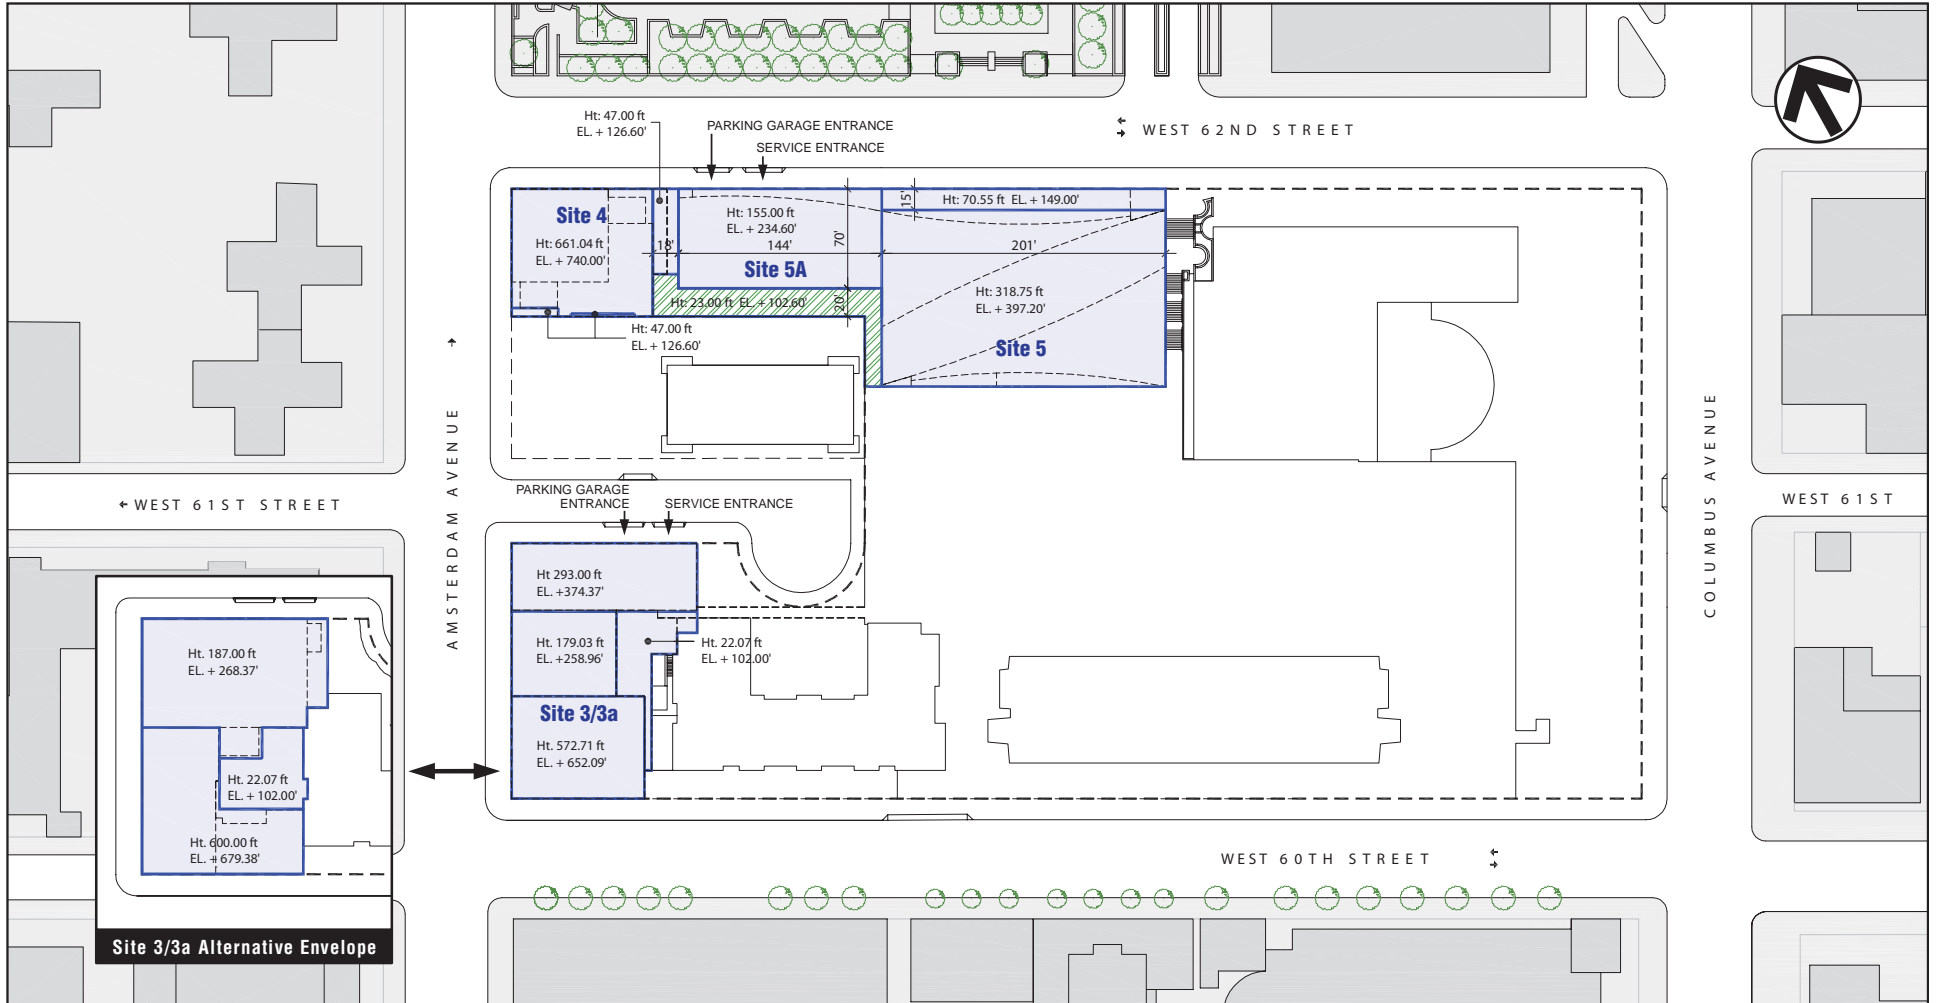 Ht: 47.00 ft
EL. + 126.60'
PARKING GARAGE ENTRANCE
SERVICE ENTRANCE
WEST 62ND STREET
Site 4
Ht: 661.04 ft
EL. + 740.00'
18'
Ht: 155.00 ft
EL. + 234.60'
144'
70'
Site 5A
Ht: 23.00 ft EL. + 102.60'
20'
15'
Ht: 70.55 ft EL. + 149.00'
201'
Ht: 318.75 ft
EL. + 397.20'
Site 5
Ht: 47.00 ft
EL. + 126.60'
AMSTERDAM AVENUE
COLUMBUS AVENUE
WEST 61ST STREET
WEST 61ST
PARKING GARAGE
ENTRANCE
SERVICE ENTRANCE
Ht 293.00 ft
EL. +374.37'
Ht. 179.03 ft
EL. +258.96'
Ht. 22.07 ft
EL. + 102.00'
Site 3/3a
Ht. 572.71 ft
EL. + 652.09'
Ht. 187.00 ft
EL. + 268.37'
Ht. 22.07 ft
EL. + 102.00'
Ht. 600.00 ft
EL. + 679.38'
Site 3/3a Alternative Envelope
WEST 60TH STREET